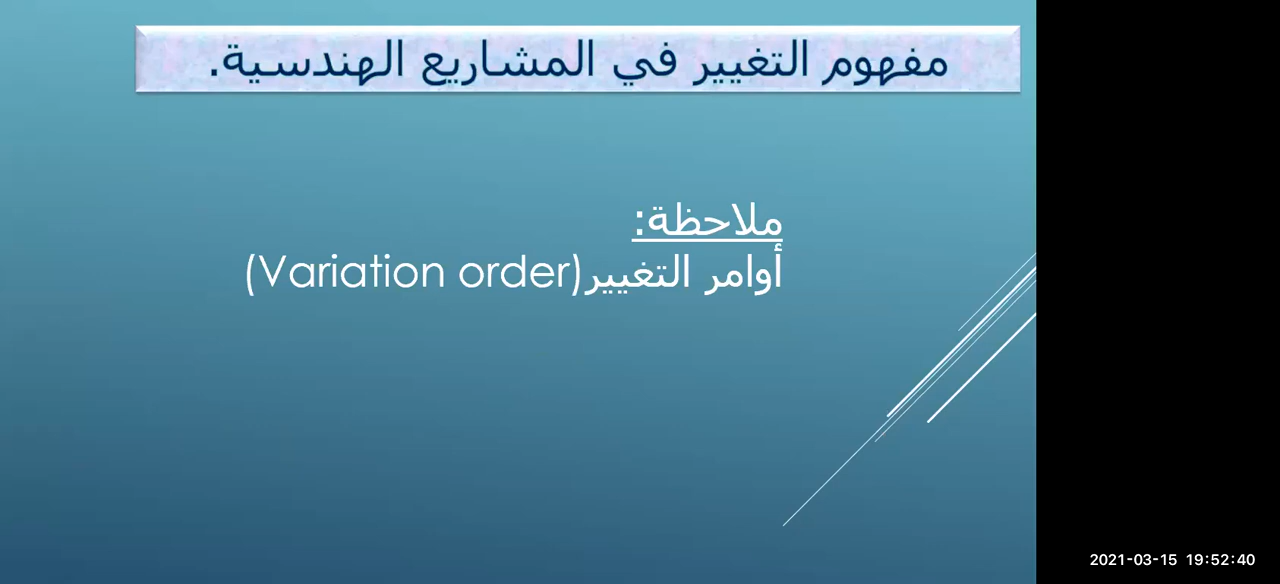 مفهوم التغيير في المشاريع الهندسية.
ملاحظة:
أوامر التغيير(Variation order)
2021-03-15 19:52:40